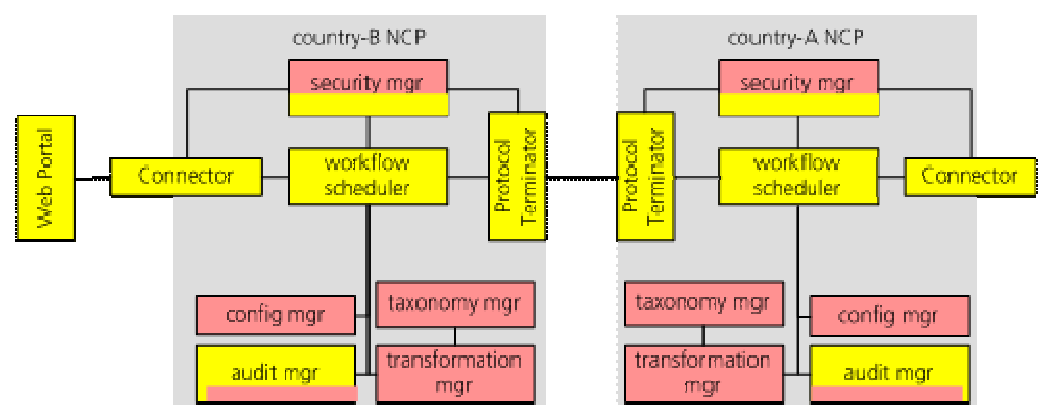 country-B NCP
country-A NCP
security mgr
security mgr
Web Portal
Connector
workflow
scheduler
Protocol
Terminator
Protocol
Terminator
workflow
scheduler
Connector
config mgr
taxonomy mgr
taxonomy mgr
config mgr
audit mgr
transformation
mgr
transformation
mgr
audit mgr